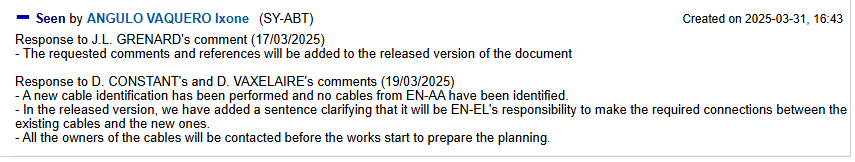 Seen by ANGULO VAQUERO Ixone (SY-ABT) Created on 2025-03-31, 16:43
Response to J.L. GRENARD's comment (17/03/2025)
- The requested comments and references will be added to the released version of the document
Response to D. CONSTANT's and D. VAXELAIRE's comments (19/03/2025)
- A new cable identification has been performed and no cables from EN-AA have been identified.
- In the released version, we have added a sentence clarifying that it will be EN-EL's responsibility to make the required connections between the
existing cables and the new ones.
- All the owners of the cables will be contacted before the works start to prepare the planning.